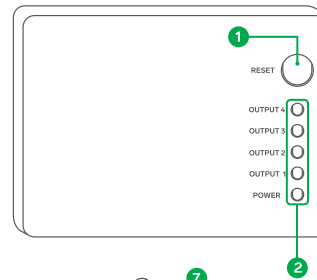 1
RESET
OUTPUT 4
OUTPUT 3
OUTPUT 2
OUTPUT 1
POWER
2
7